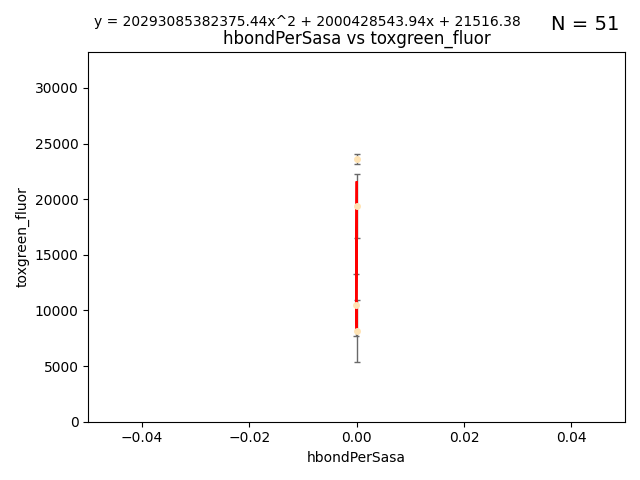 y = 20293085382375.44x^2 + 2000428543.94x + 21516.38
N = 51
hbondPerSasa vs toxgreen_fluor
30000
25000
20000
15000
10000
5000
0
toxgreen_fluor
−0.04
−0.02
0.00
0.02
0.04
hbondPerSasa